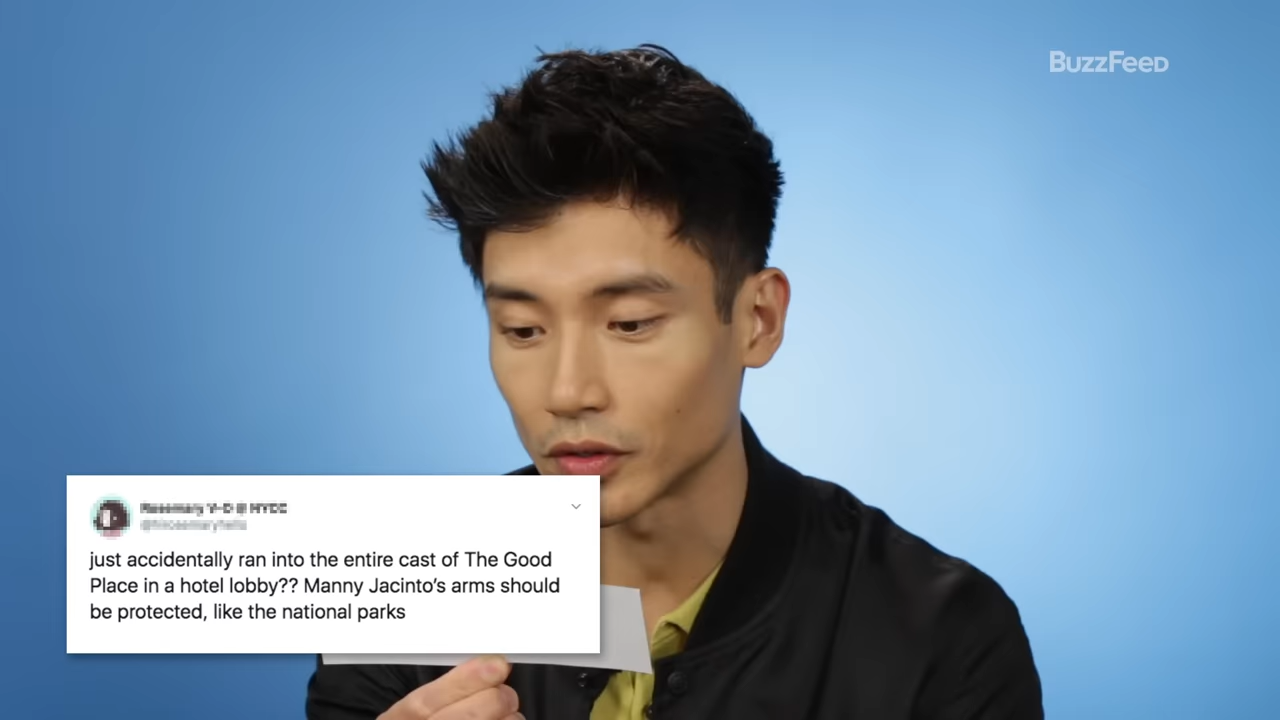 BuzzFeed
just accidentally ran into the entire cast of The Good
Place in a hotel lobby?? Manny Jacinto's arms should
be protected, like the national parks